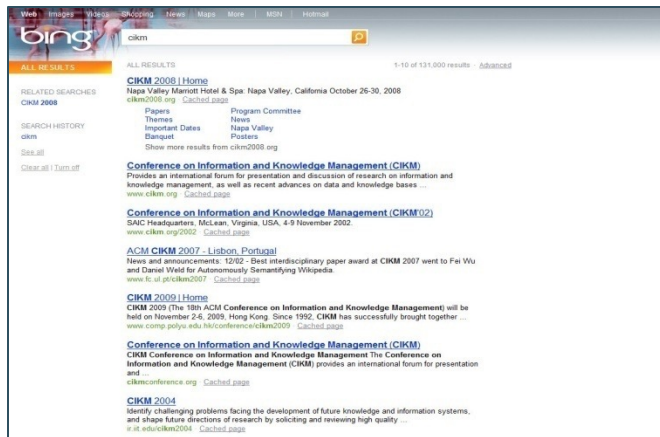 Web Images Videos Shopping News Maps More | MSN | Hotmail
bing
cikm
ALL RESULTS
ALL RESULTS 1-10 of 131,000 results · Advanced
RELATED SEARCHES
CIKM 2008
SEARCH HISTORY
cikm
See all
Clear all | Turn off
CIKM 2008 | Home
Napa Valley Marriott Hotel & Spa: Napa Valley, California October 26-30, 2008
cikm2008.org · Cached page
Papers Program Committee
Themes News
Important Dates Napa Valley
Banquet Posters
Show more results from cikm2008.org
Conference on Information and Knowledge Management (CIKM)
Provides an international forum for presentation and discussion of research on information and
knowledge management, as well as recent advances on data and knowledge bases ...
www.cikm.org · Cached page
Conference on Information and Knowledge Management (CIKM'02)
SAIC Headquarters, McLean, Virginia, USA, 4-9 November 2002.
www.cikm.org/2002 · Cached page
ACM CIKM 2007 - Lisbon, Portugal
News and announcements: 12/02 - Best interdisciplinary paper award at CIKM 2007 went to Fei Wu
and Daniel Weld for Autonomously Semantifying Wikipedia.
www.fc.ul.pt/cikm2007 · Cached page
CIKM 2009 | Home
CIKM 2009 (The 18th ACM Conference on Information and Knowledge Management) will be
held on November 2-6, 2009, Hong Kong. Since 1992, CIKM has successfully brought together ...
www.comp.polyu.edu.hk/conference/cikm2009 · Cached page
Conference on Information and Knowledge Management (CIKM)
CIKM Conference on Information and Knowledge Management The Conference on
Information and Knowledge Management (CIKM) provides an international forum for presentation
and ...
cikmconference.org · Cached page
CIKM 2004
Identify challenging problems facing the development of future knowledge and information systems,
and shape future directions of research by soliciting and reviewing high quality ...
ir.iit.edu/cikm2004 · Cached page